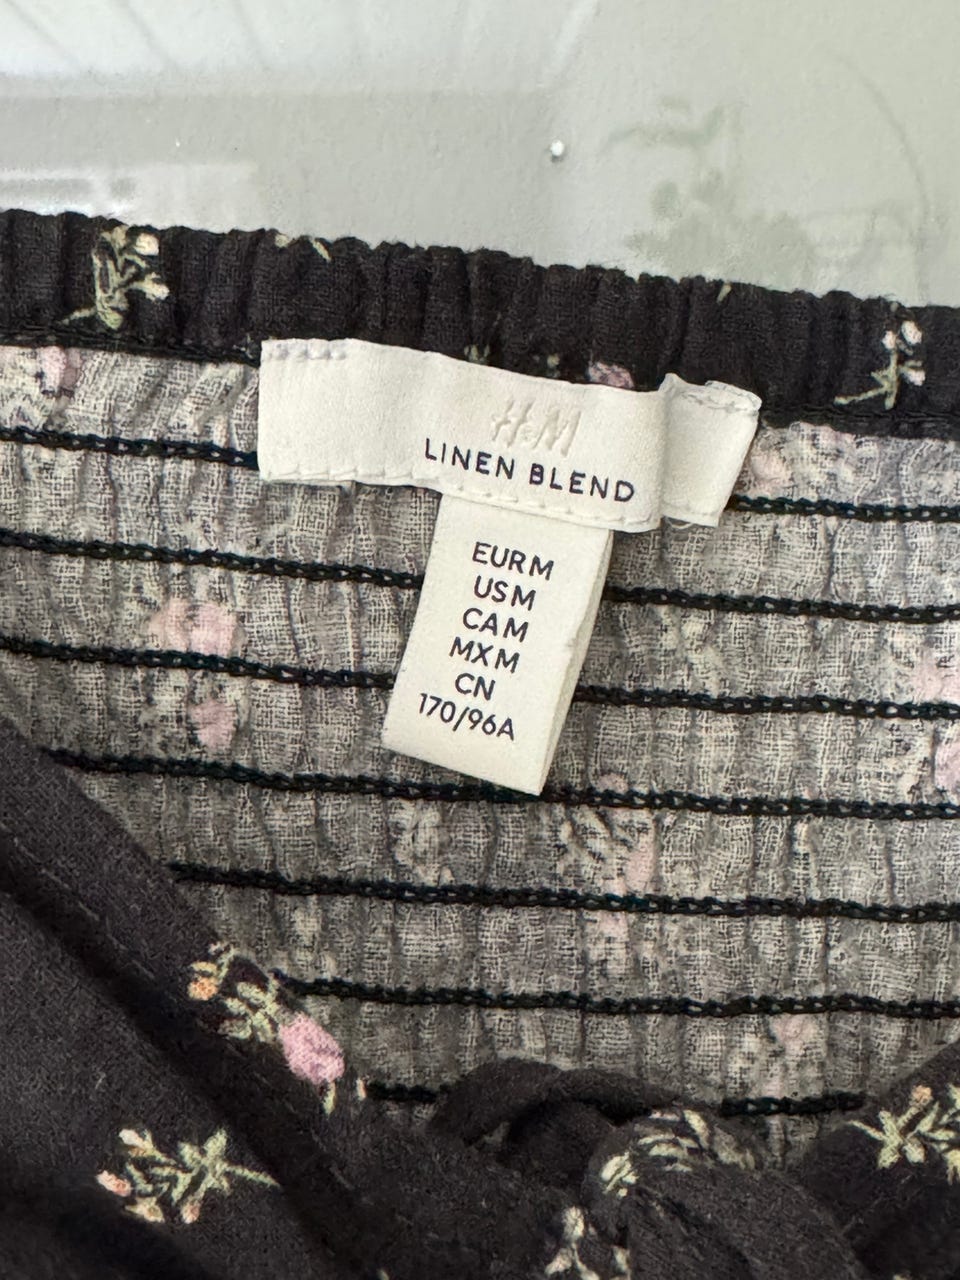 H&M
LINEN BLEND
EUR M
US M
CA M
MX M
CN
170/96A